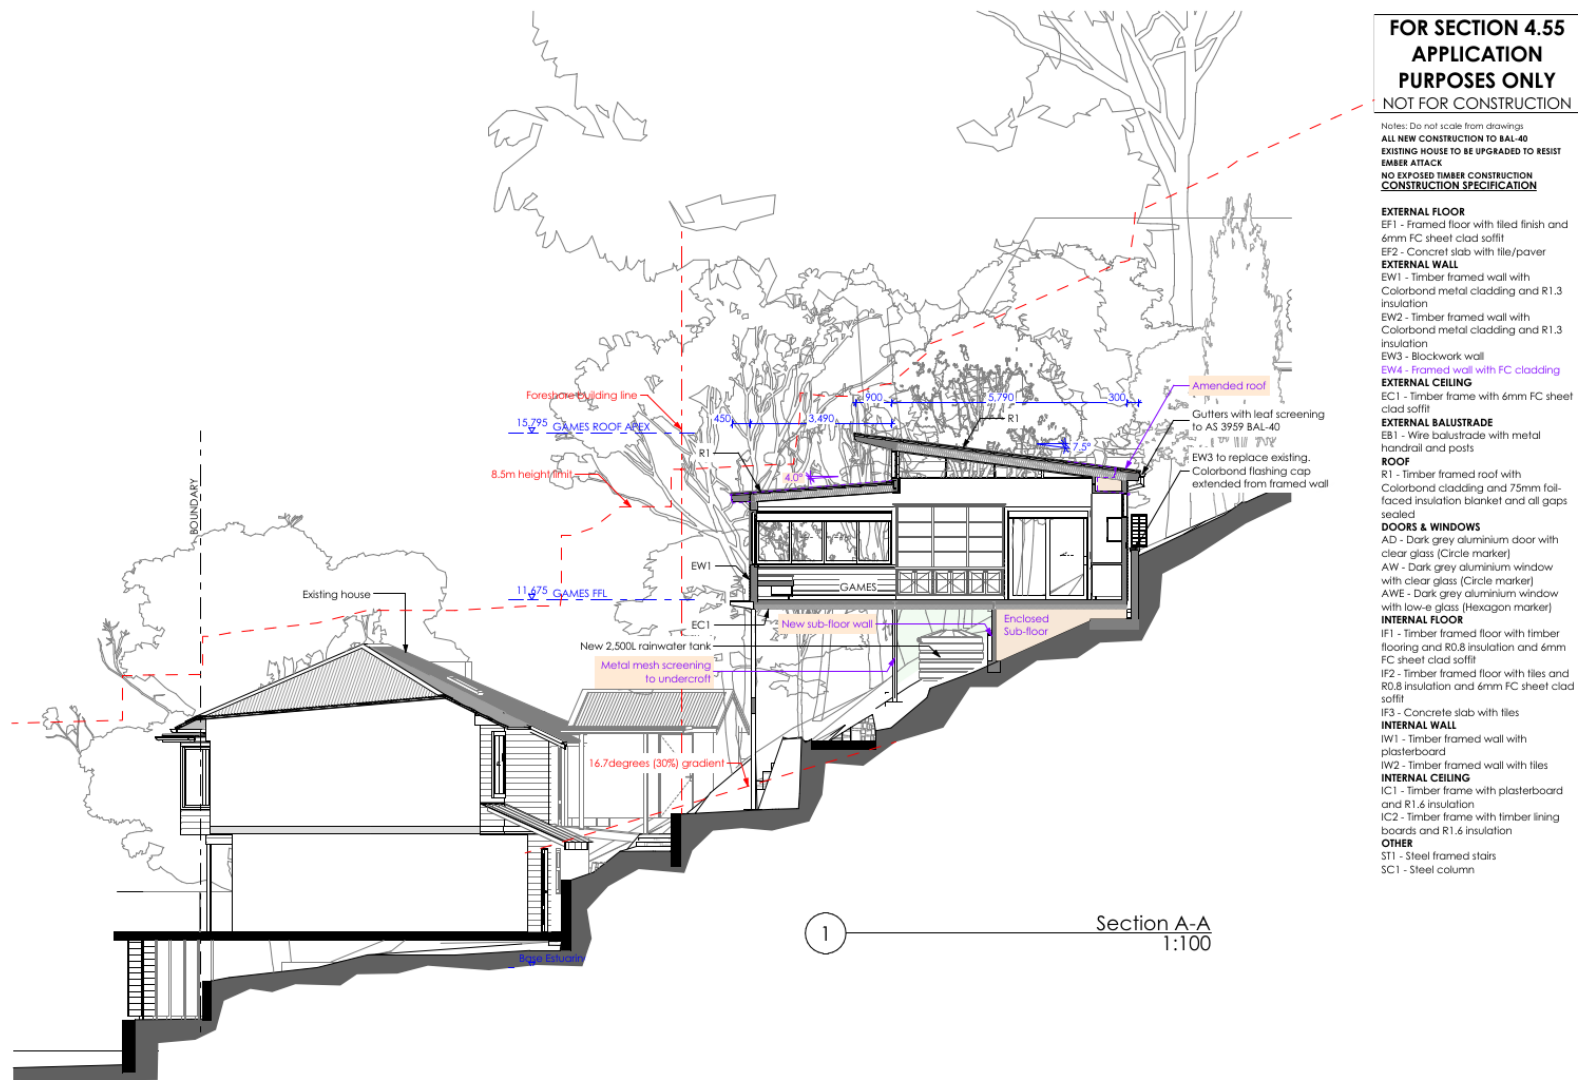 FOR SECTION 4.55
APPLICATION
PURPOSES ONLY
NOT FOR CONSTRUCTION
Notes: Do not scale from drawings
ALL NEW CONSTRUCTION TO BAL-40
EXISTING HOUSE TO BE UPGRADED TO RESIST
EMBER ATTACK
NO EXPOSED TIMBER CONSTRUCTION
CONSTRUCTION SPECIFICATION
EXTERNAL FLOOR
EF1 - Framed floor with tiled finish and
6mm FC sheet clad soffit
EF2 - Concret slab with tile/paver
EXTERNAL WALL
EW1 - Timber framed wall with
Colorbond metal cladding and R1.3
insulation
EW2 - Timber framed wall with
Colorbond metal cladding and R1.3
insulation
EW3 - Blockwork wall
EW4 - Framed wall with FC cladding
EXTERNAL CEILING
EC1 - Timber frame with 6mm FC sheet
clad soffit
EXTERNAL BALUSTRADE
EB1 - Wire balustrade with metal
handrail and posts
ROOF
R1 - Timber framed roof with
Colorbond cladding and 75mm foil-
faced insulation blanket and all gaps
sealed
DOORS & WINDOWS
AD - Dark grey aluminium door with
clear glass (Circle marker)
AW - Dark grey aluminium window
with clear glass (Circle marker)
AWE - Dark grey aluminium window
with low-e glass (Hexagon marker)
INTERNAL FLOOR
IF1 - Timber framed floor with timber
flooring and R0.8 insulation and 6mm
FC sheet clad soffit
IF2 - Timber framed floor with tiles and
R0.8 insulation and 6mm FC sheet clad
soffit
IF3 - Concrete slab with tiles
INTERNAL WALL
IW1 - Timber framed wall with
plasterboard
IW2 - Timber framed wall with tiles
INTERNAL CEILING
IC1 - Timber frame with plasterboard
and R1.6 insulation
IC2 - Timber frame with timber lining
boards and R1.6 insulation
OTHER
ST1 - Steel framed stairs
SC1 - Steel column
Foreshore building line
450
3,490
900
5,790
300
Amended roof
15,795 GAMES ROOF APEX
R1
7.5°
Gutters with leaf screening
to AS 3959 BAL-40
R1
8.5m height limit
4.0°
EW3 to replace existing.
Colorbond flashing cap
extended from framed wall
BOUNDARY
EW1
11,675 GAMES FFL
GAMES
Existing house
EC1
New sub-floor wall
Enclosed
Sub-floor
New 2,500L rainwater tank
Metal mesh screening
to undercroft
16.7degrees (30%) gradient
1
Section A-A
1:100
Base Estuarin